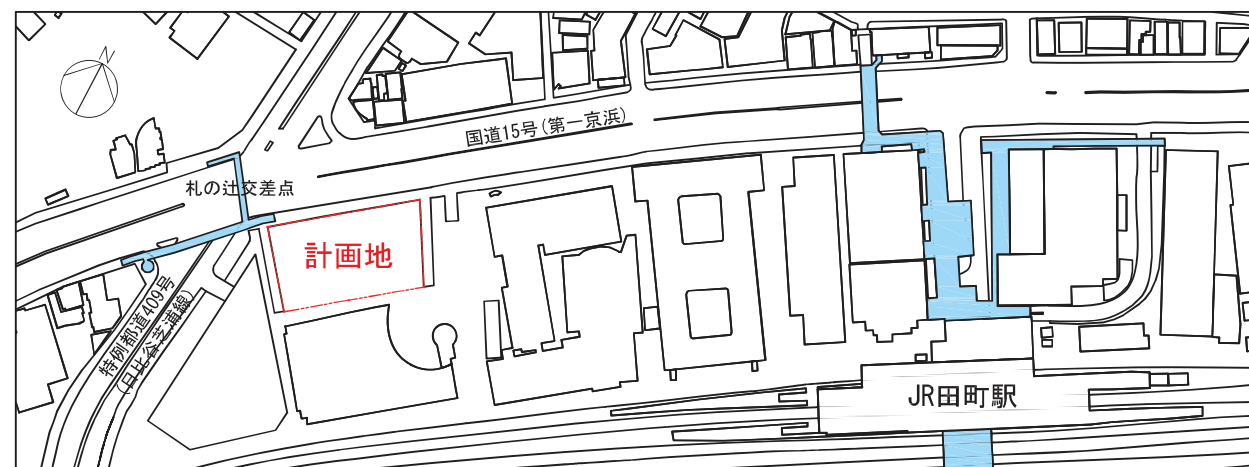 N
国道15号(第一京浜)
札の辻交差点
計画地
特例都道409号
(日比谷芝浦線)
JR田町駅